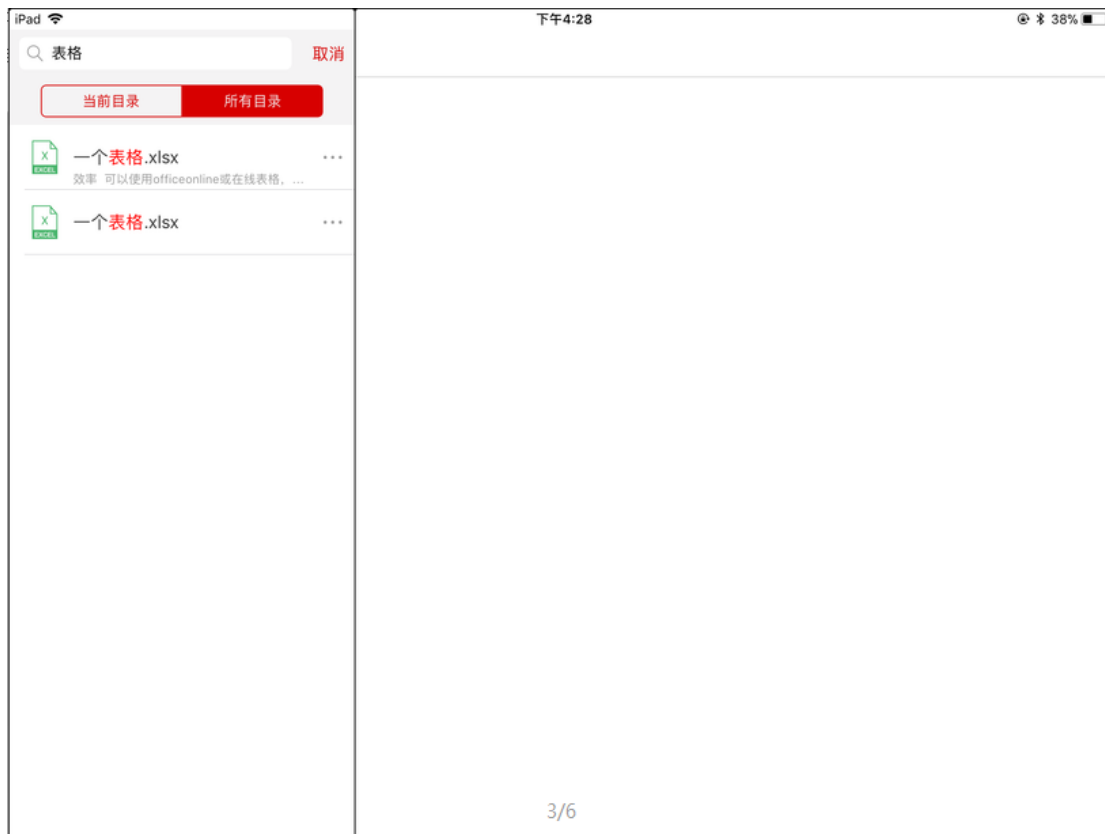 iPad 下午4:28 38%
表格 取消
当前目录 所有目录
X
EXCEL
一个表格.xlsx
效率 可以使用officeonline或在线表格，...
X
EXCEL
一个表格.xlsx
3/6